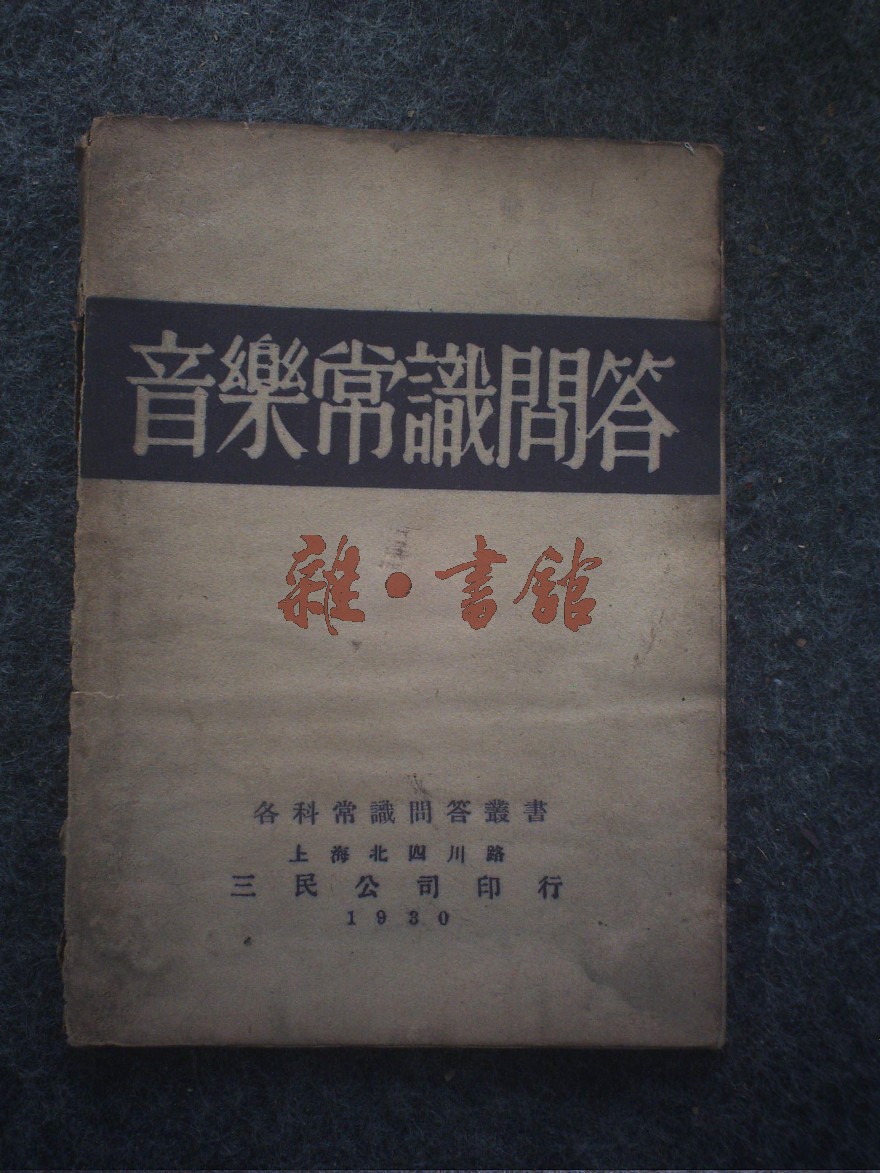 音樂常識問答
雜·書館
各科常識問答叢書
上海北四川路
三民公司印行
1930